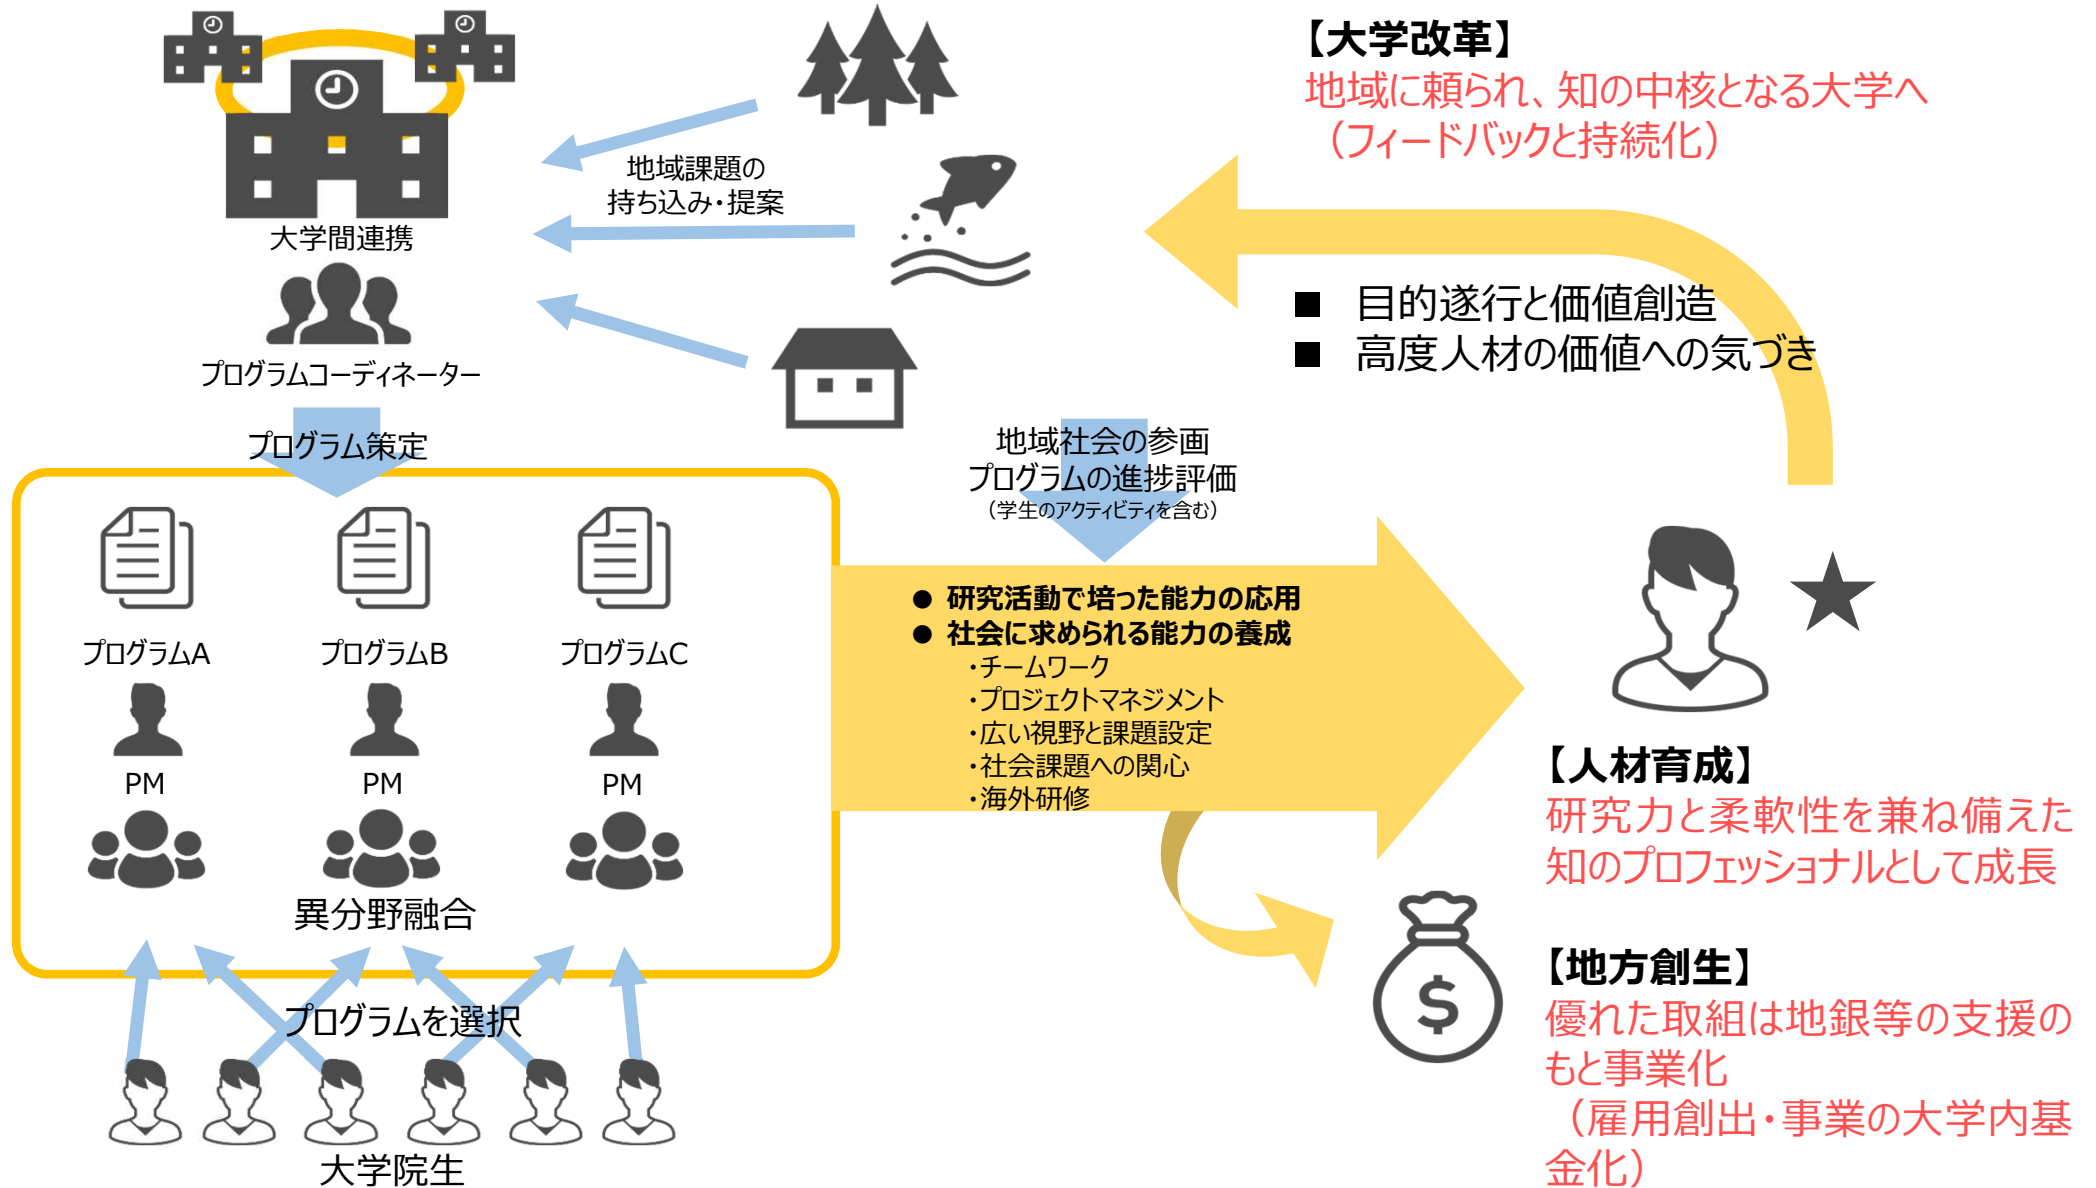 大学間連携
プログラムコーディネーター
プログラム策定
地域課題の
持ち込み・提案
プログラムA
プログラムB
プログラムC
PM
PM
PM
異分野融合
プログラムを選択
大学院生
地域社会の参画
プログラムの進捗評価
（学生のアクティビティを含む）
● 研究活動で培った能力の応用
● 社会に求められる能力の養成
・チームワーク
・プロジェクトマネジメント
・広い視野と課題設定
・社会課題への関心
・海外研修
【大学改革】
地域に頼られ、知の中核となる大学へ
（フィードバックと持続化）
■ 目的遂行と価値創造
■ 高度人材の価値への気づき
【人材育成】
研究力と柔軟性を兼ね備えた
知のプロフェッショナルとして成長
$
【地方創生】
優れた取組は地銀等の支援の
もと事業化
（雇用創出・事業の大学内基
金化）